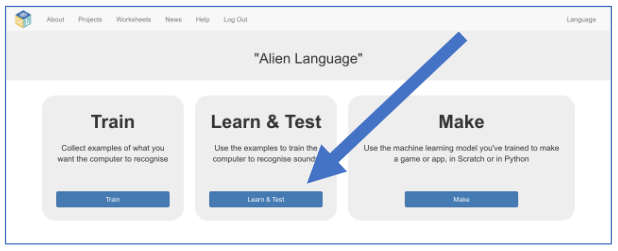 About Projects Worksheets News Help Log Out Language
"Alien Language"
Train
Collect examples of what you
want the computer to recognise
Train
Learn & Test
Use the examples to train the
computer to recognise
Learn & Test
Make
Use the machine learning model you've trained to make
a game or app, in Scratch or in Python
Make